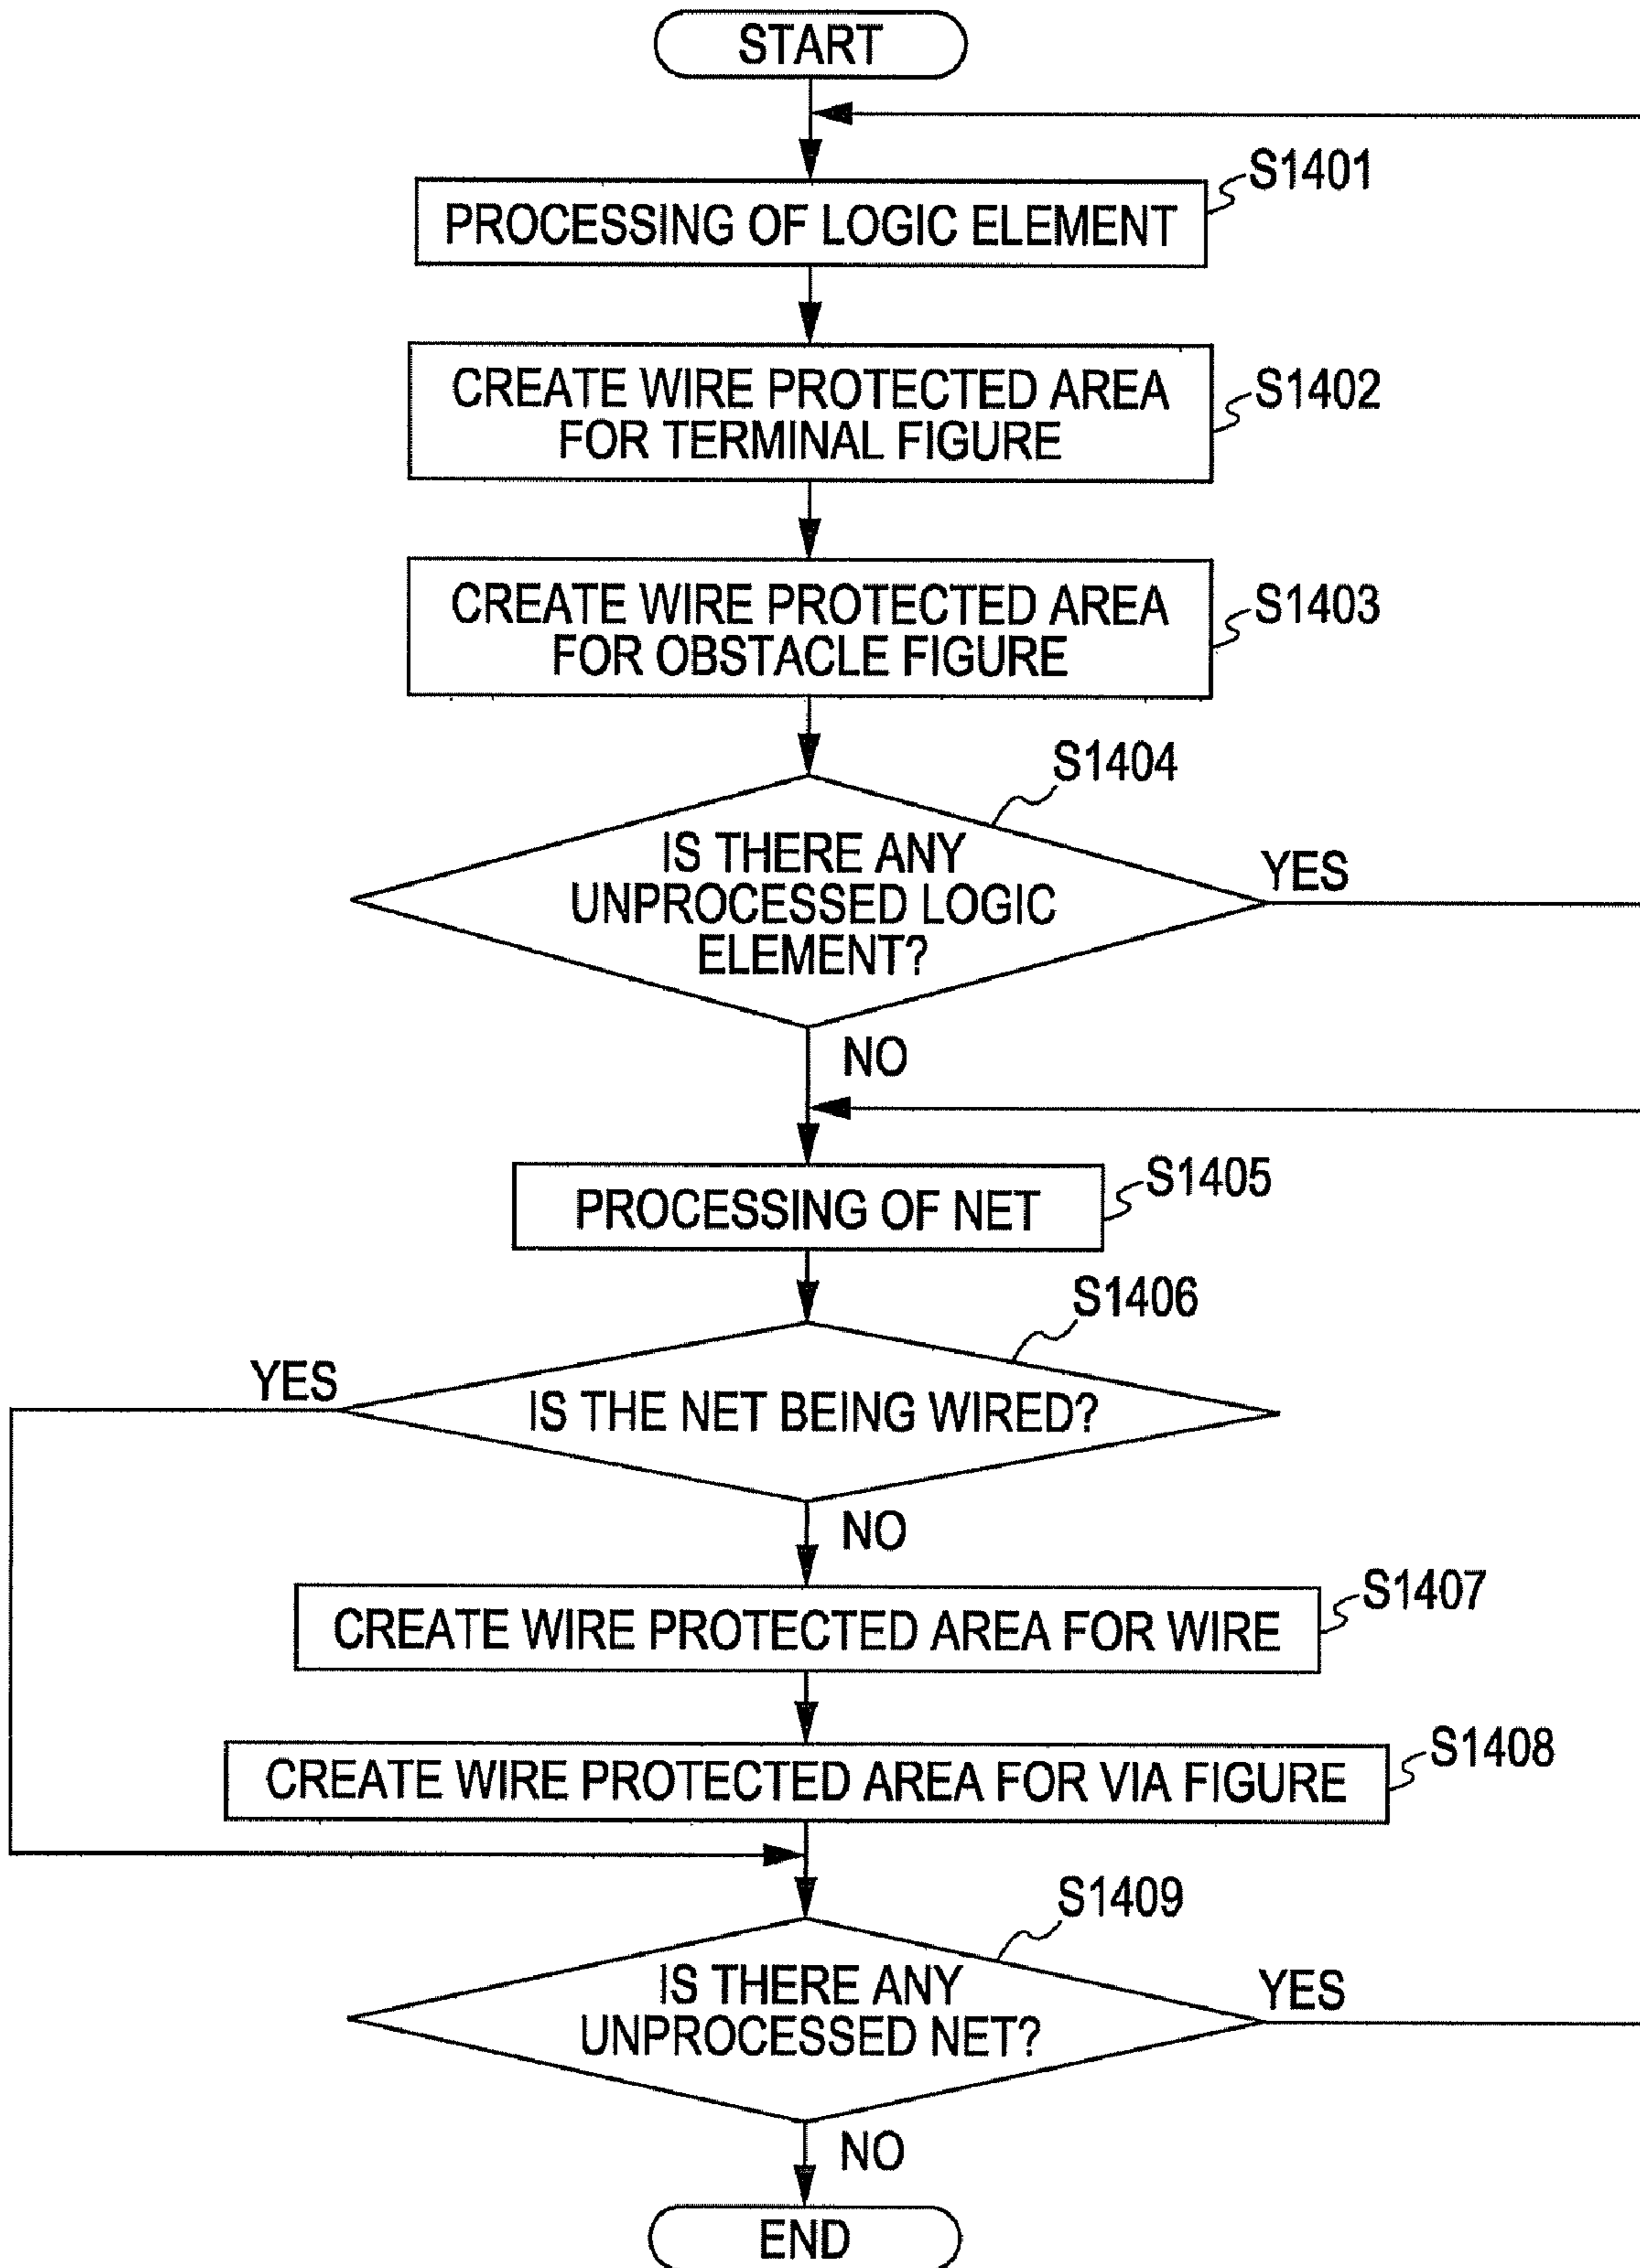 START
S1401
PROCESSING OF LOGIC ELEMENT
CREATE WIRE PROTECTED AREA
FOR TERMINAL FIGURE
S1402
CREATE WIRE PROTECTED AREA
FOR OBSTACLE FIGURE
S1403
S1404
IS THERE ANY
UNPROCESSED LOGIC
ELEMENT?
YES
NO
S1405
PROCESSING OF NET
S1406
YES
IS THE NET BEING WIRED?
NO
S1407
CREATE WIRE PROTECTED AREA FOR WIRE
S1408
CREATE WIRE PROTECTED AREA FOR VIA FIGURE
S1409
IS THERE ANY
UNPROCESSED NET?
YES
NO
END